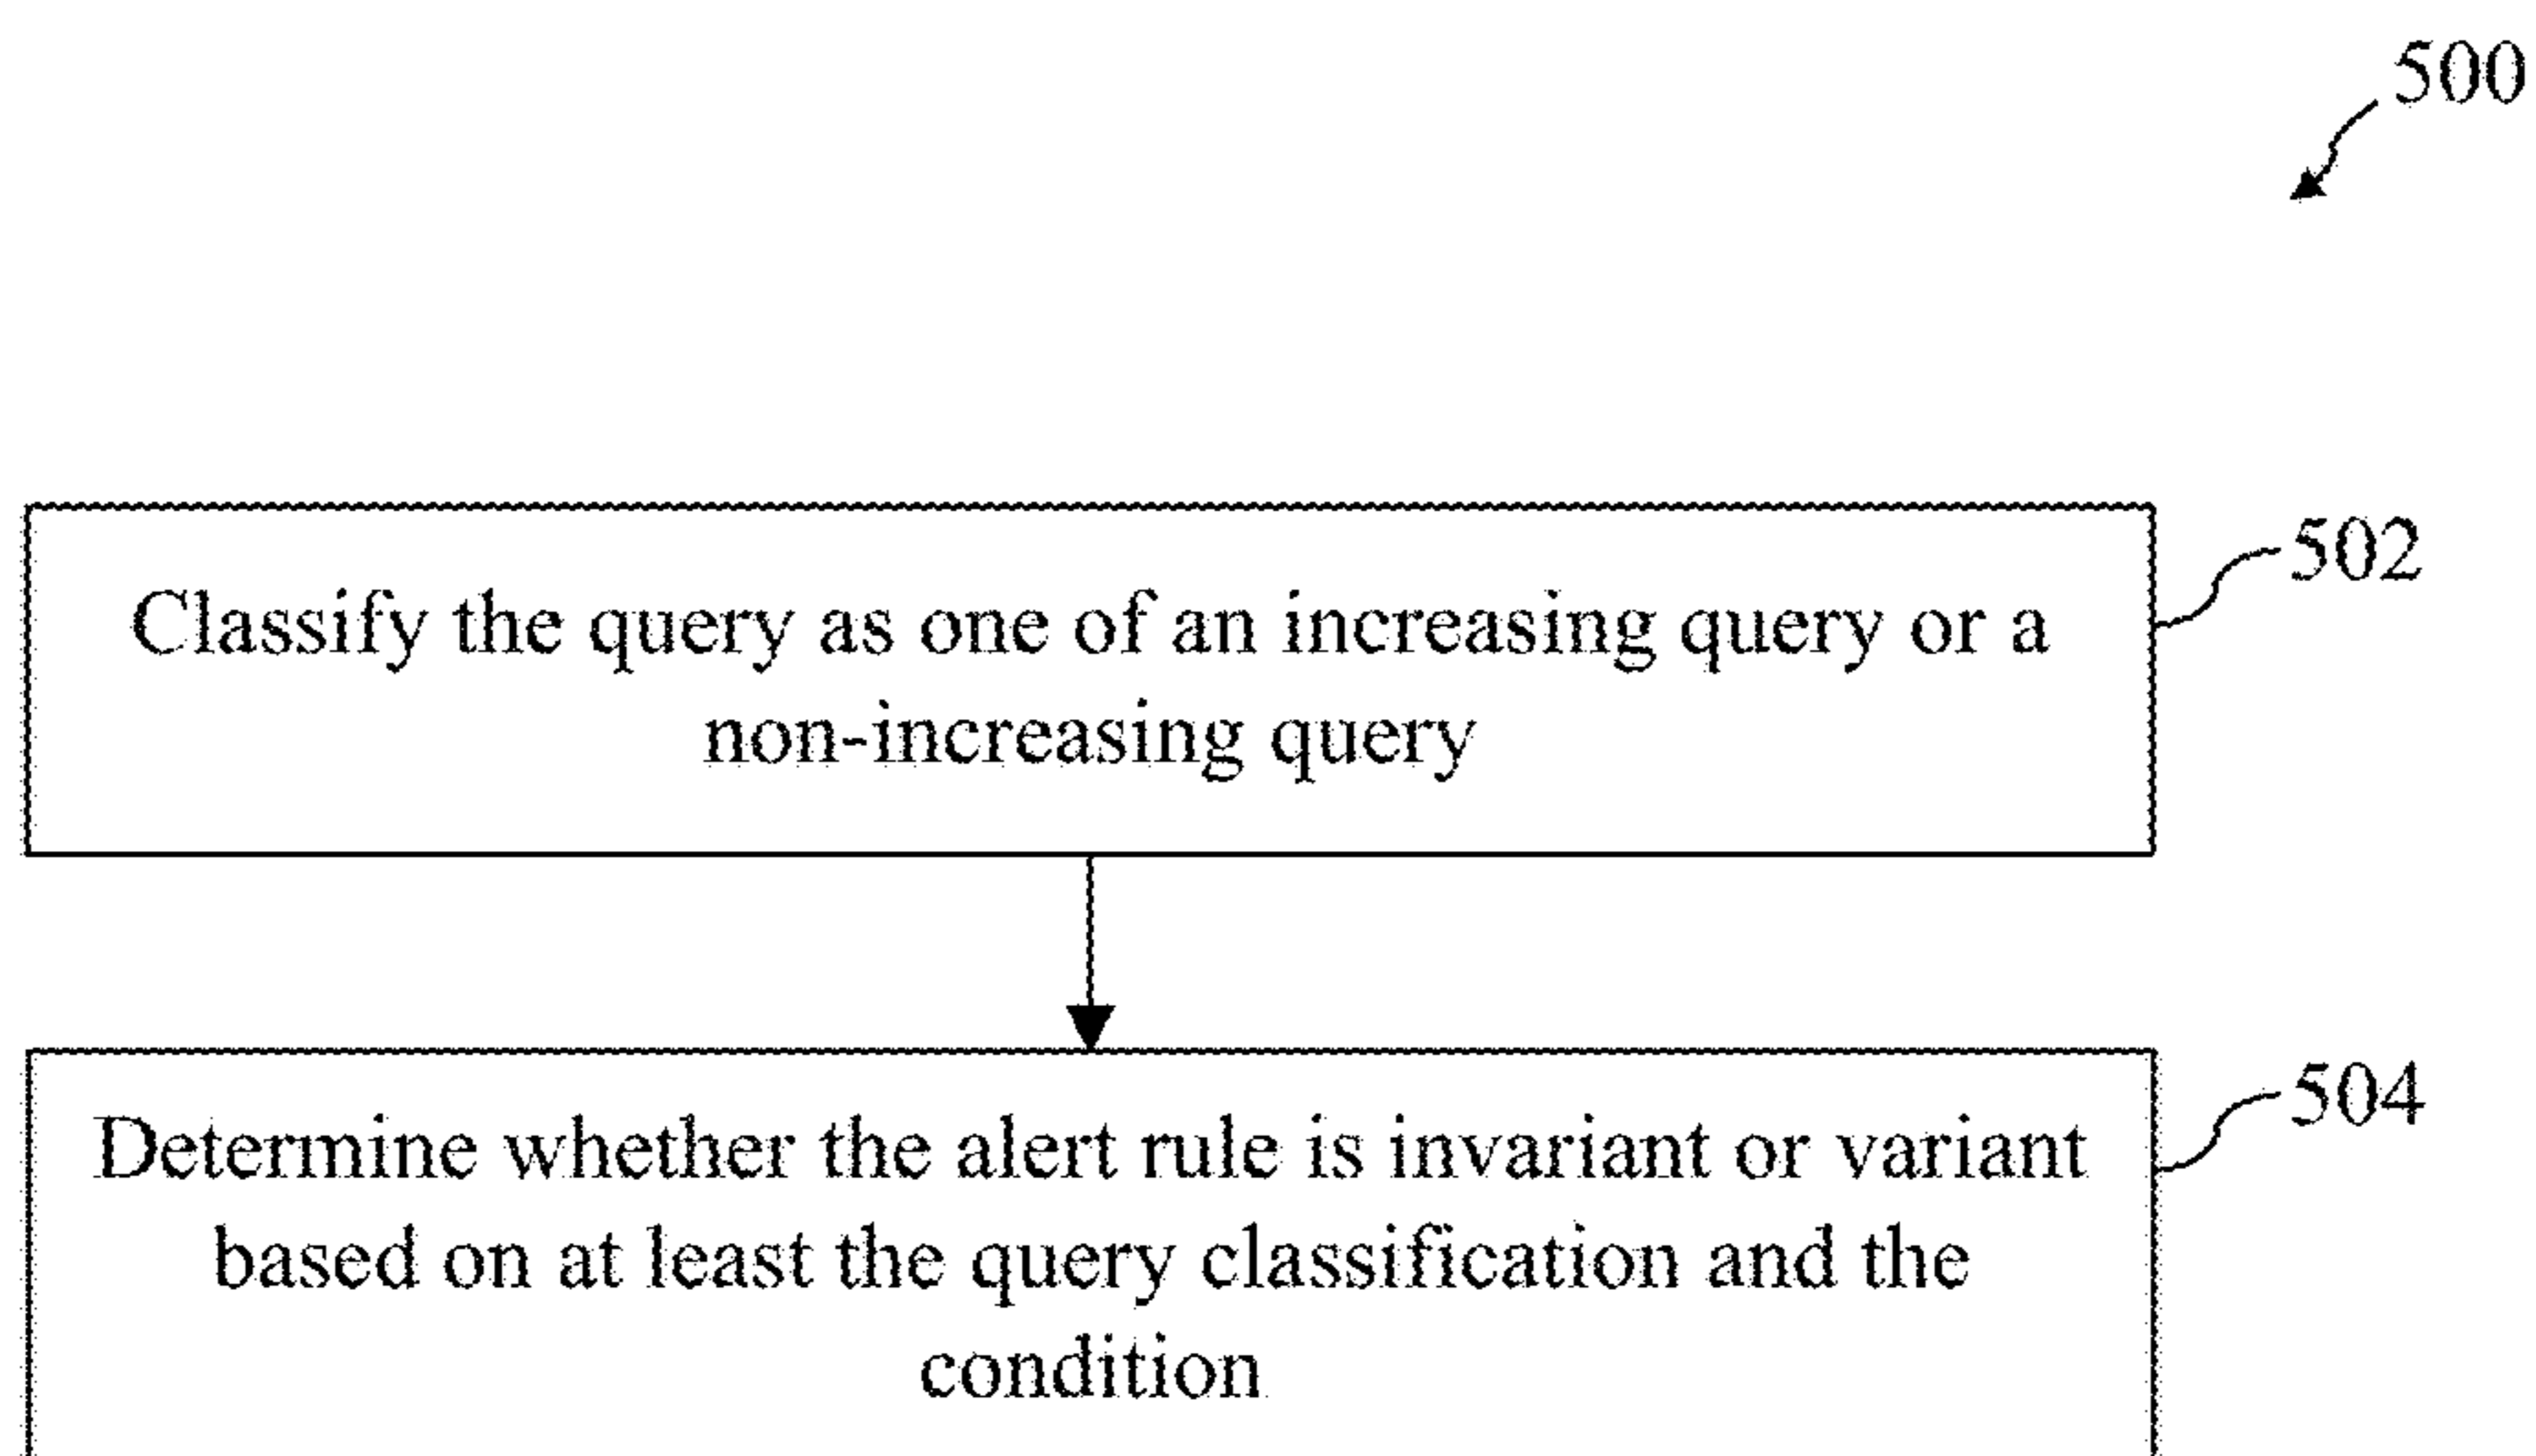 500
Classify the query as one of an increasing query or a
non-increasing query
502
Determine whether the alert rule is invariant or variant
based on at least the query classification and the
condition
504